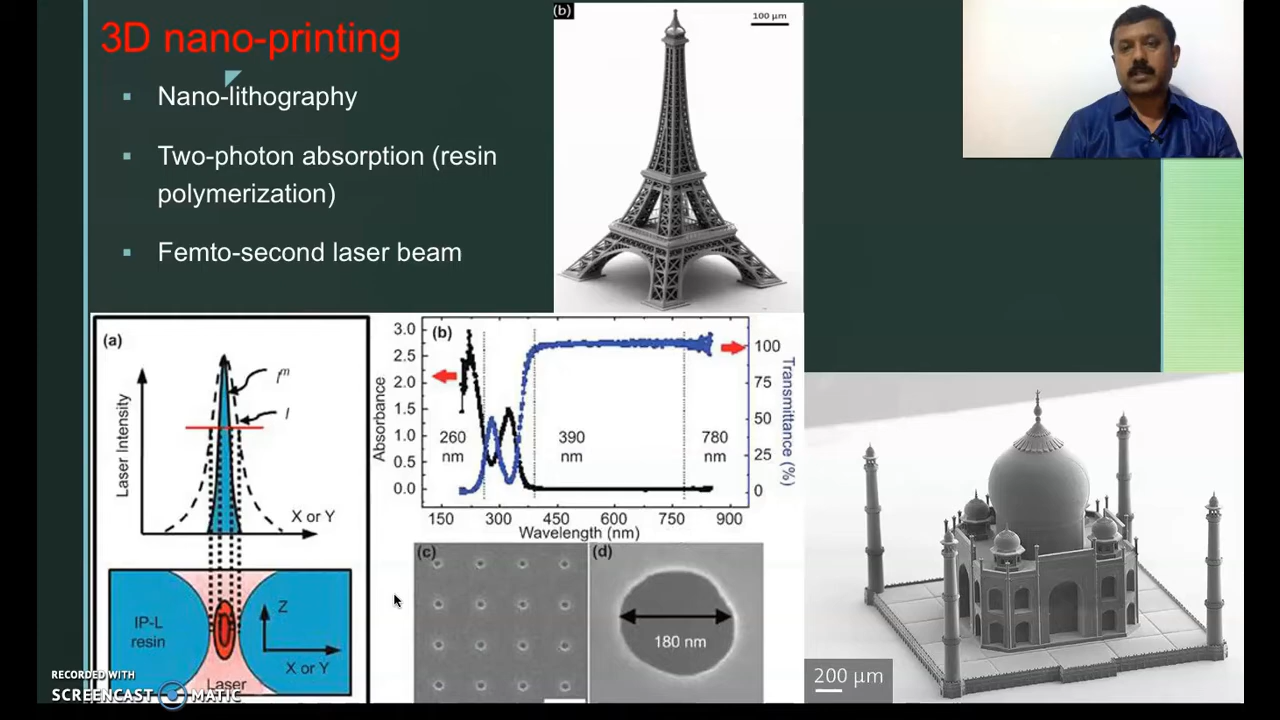 3D nano-printing
Nano-lithography
Two-photon absorption (resin
polymerization)
Femto-second laser beam
(b)
100 µm
(a)
Laser Intensity
I^m
I
X or Y
IP-L
resin
Z
X or Y
Laser
(b)
Absorbance
3.0
2.5
2.0
1.5
1.0
0.5
0.0
260
nm
390
nm
780
nm
100
75
50
25
0
Transmittance (%)
150 300 450 600 750 900
Wavelength (nm)
(c)
(d)
180 nm
200 µm
RECORDED WITH
SCREENCAST MATIC